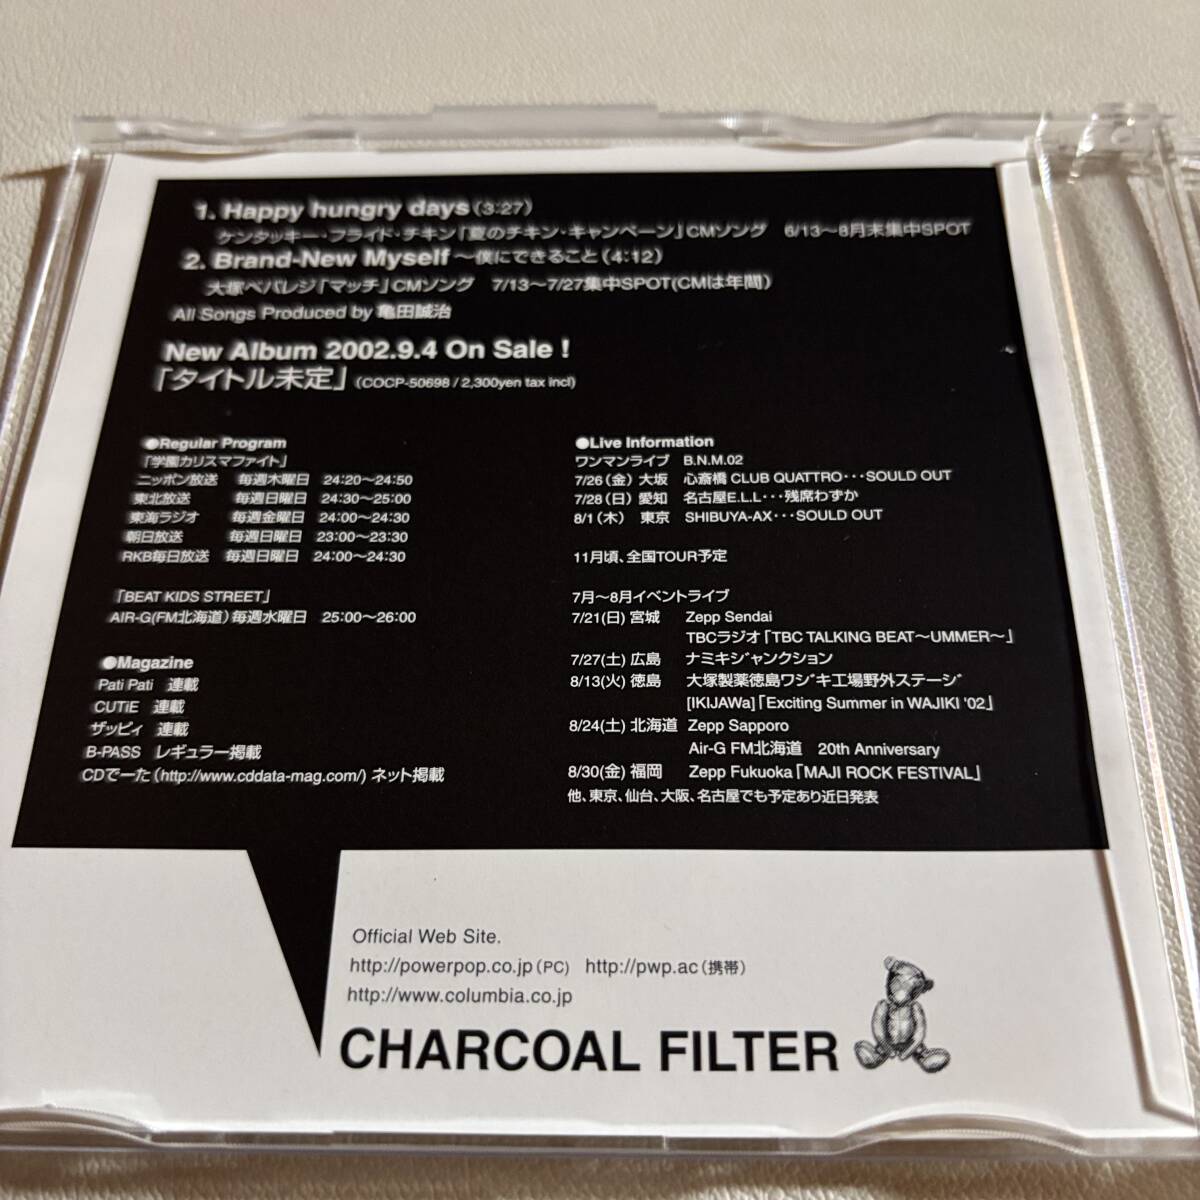 1. Happy hungry days (3:27)
ケンタッキー・フライド・チキン「夏のチキン・キャンペーン」CMソング 6/13〜8月末集中SPOT
2. Brand-New Myself 〜僕にできること (4:12)
大塚ベバレジ「マッチ」CMソング 7/13〜7/27集中SPOT(CMは年間)
All Songs Produced by 亀田誠治
New Album 2002.9.4 On Sale !
「タイトル未定」(COCP-50698 / 2,300yen tax incl)
●Regular Program
「学園カリスマファイト」
ニッポン放送 毎週木曜日 24:20〜24:50
東北放送 毎週日曜日 24:30〜25:00
東海ラジオ 毎週金曜日 24:00〜24:30
朝日放送 毎週日曜日 23:00〜23:30
RKB毎日放送 毎週日曜日 24:00〜24:30
「BEAT KIDS STREET」
AIR-G(FM北海道) 毎週水曜日 25:00〜26:00
●Magazine
Pati Pati 連載
CUTiE 連載
ザッピィ 連載
B-PASS レギュラー掲載
CDでーた (http://www.cddata-mag.com/) ネット掲載
●Live Information
ワンマンライブ B.N.M.02
7/26(金) 大坂 心斎橋 CLUB QUATTRO・・・SOULD OUT
7/28(日) 愛知 名古屋E.L.L・・・残席わずか
8/1(木) 東京 SHIBUYA-AX・・・SOULD OUT
11月頃、全国TOUR予定
7月〜8月イベントライブ
7/21(日) 宮城 Zepp Sendai
TBCラジオ「TBC TALKING BEAT〜UMMER〜」
7/27(土) 広島 ナミキジャンクション
8/13(火) 徳島 大塚製薬徳島ワジキ工場野外ステージ
[IKIJAWa]「Exciting Summer in WAJIKI '02」
8/24(土) 北海道 Zepp Sapporo
Air-G FM北海道 20th Anniversary
8/30(金) 福岡 Zepp Fukuoka「MAJI ROCK FESTIVAL」
他、東京、仙台、大阪、名古屋でも予定あり近日発表
Official Web Site.
http://powerpop.co.jp (PC) http://pwp.ac (携帯)
http://www.columbia.co.jp
CHARCOAL FILTER